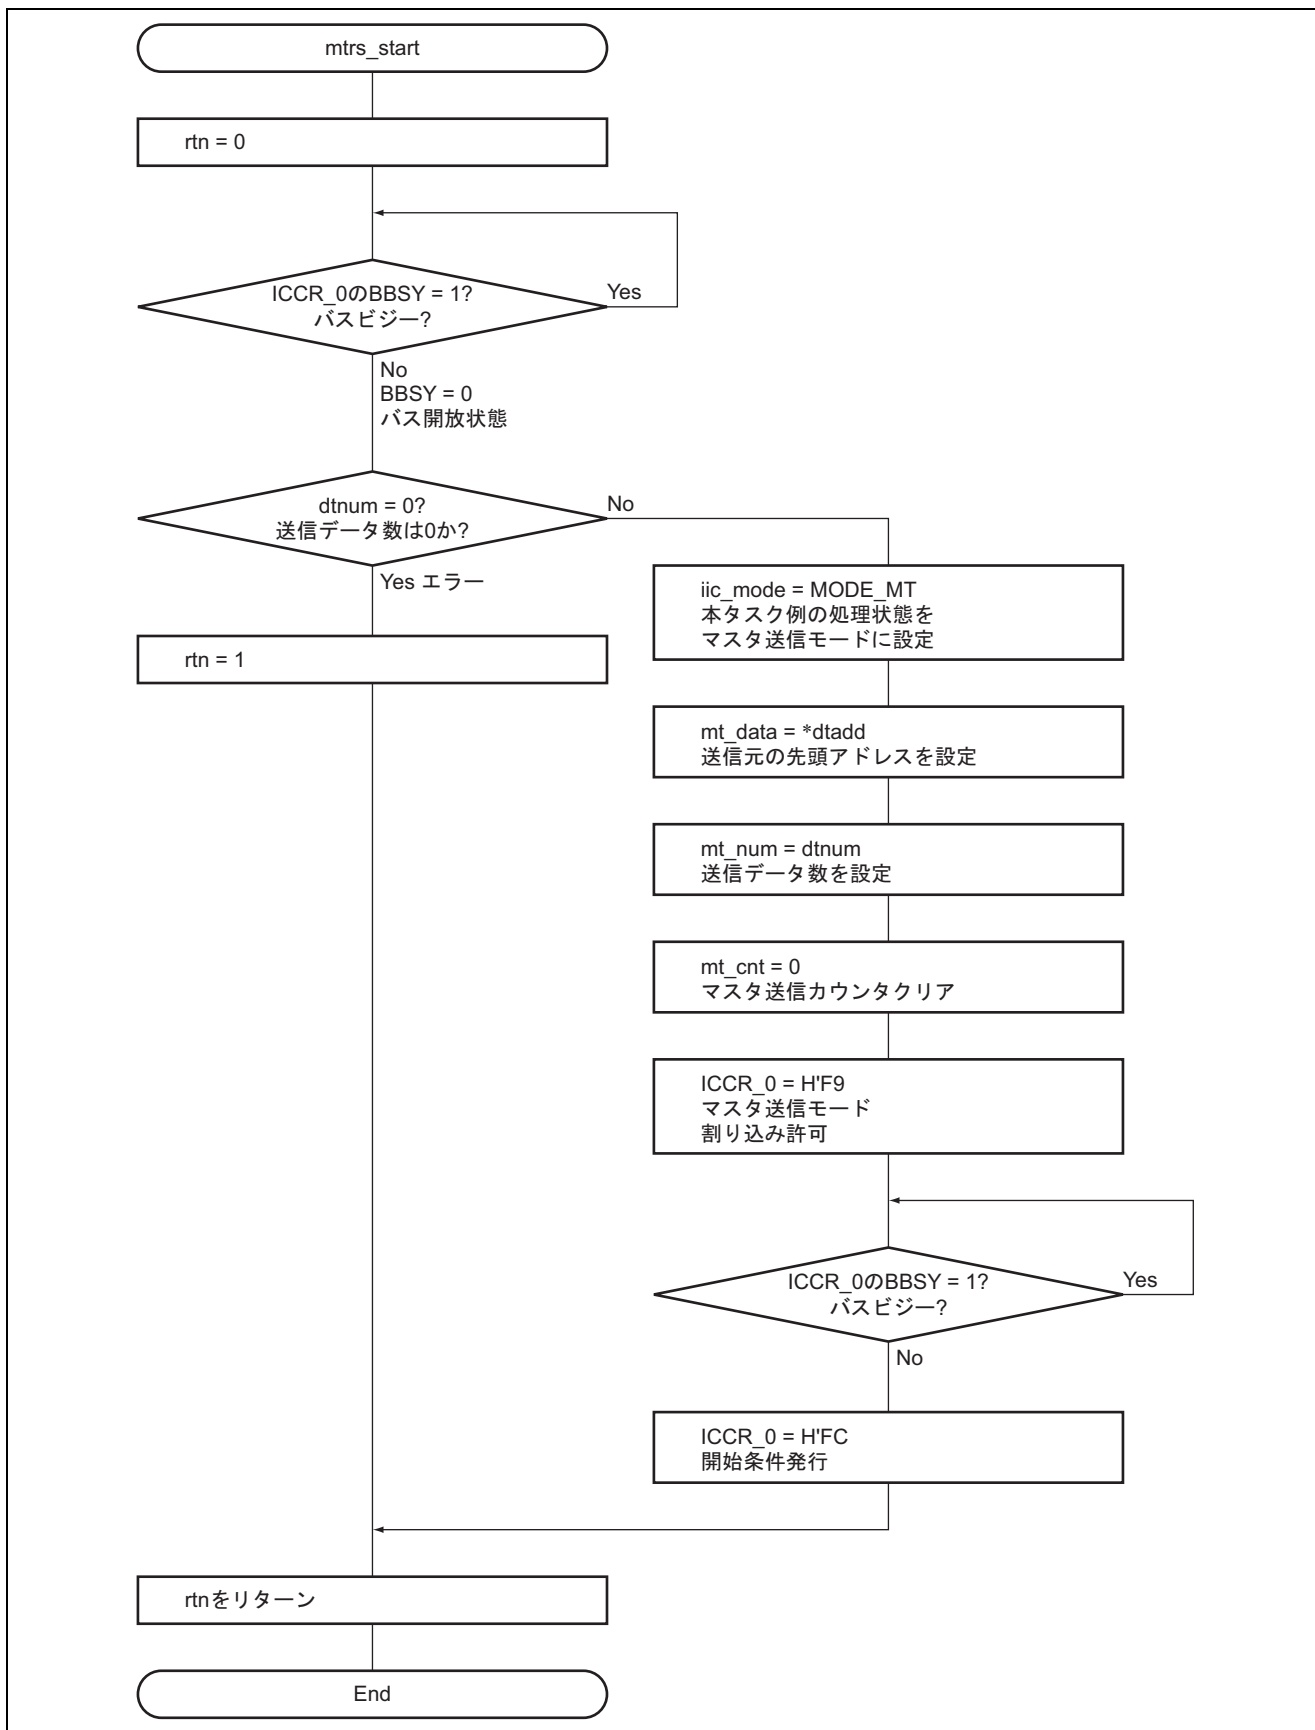 mtrs_start
rtn = 0
ICCR_0のBBSY = 1?
バスビジー?
Yes
No
BBSY = 0
バス開放状態
dtnum = 0?
送信データ数は0か?
No
Yes エラー
rtn = 1
iic_mode = MODE_MT
本タスク例の処理状態を
マスタ送信モードに設定
mt_data = *dtadd
送信元の先頭アドレスを設定
mt_num = dtnum
送信データ数を設定
mt_cnt = 0
マスタ送信カウンタクリア
ICCR_0 = H'F9
マスタ送信モード
割り込み許可
ICCR_0のBBSY = 1?
バスビジー?
Yes
No
ICCR_0 = H'FC
開始条件発行
rtnをリターン
End